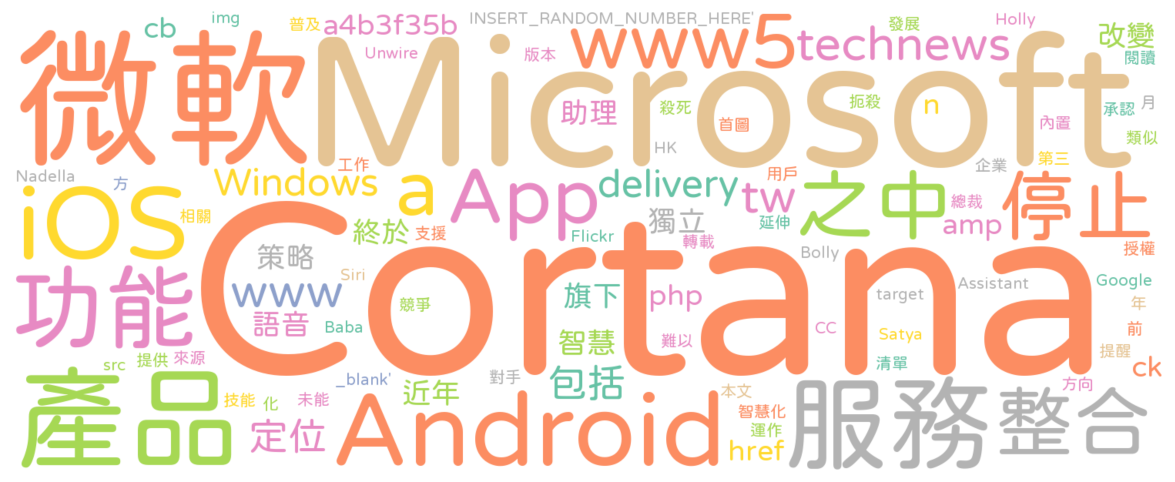 cb
img
普及
a4b3f35b
INSERT_RANDOM_NUMBER_HERE'
發展
Holly
改變
Unwire
版本
www5
technews
閱讀
微軟
Microsoft
助理
殺死
扼殺
n
承認
月
首圖
內置
類似
HK
工作
企業
第三
Nadella
方
Windows
a
App
delivery
用戶
tw
之中
停止
iOS
相關
終於
支援
Flickr
獨立
轉載
延伸
總裁
amp
授權
策略
Siri
Bolly
Cortana
功能
www
語音
競爭
旗下
php
target
Assistant
Google
年
Baba
智慧
難以
CC
Satya
前
src
提供
來源
清單
提醒
_blank'
近年
對手
包括
本文
方向
ck
產品
技能
化
未能
定位
Android
智慧化
運作
href
服務
整合